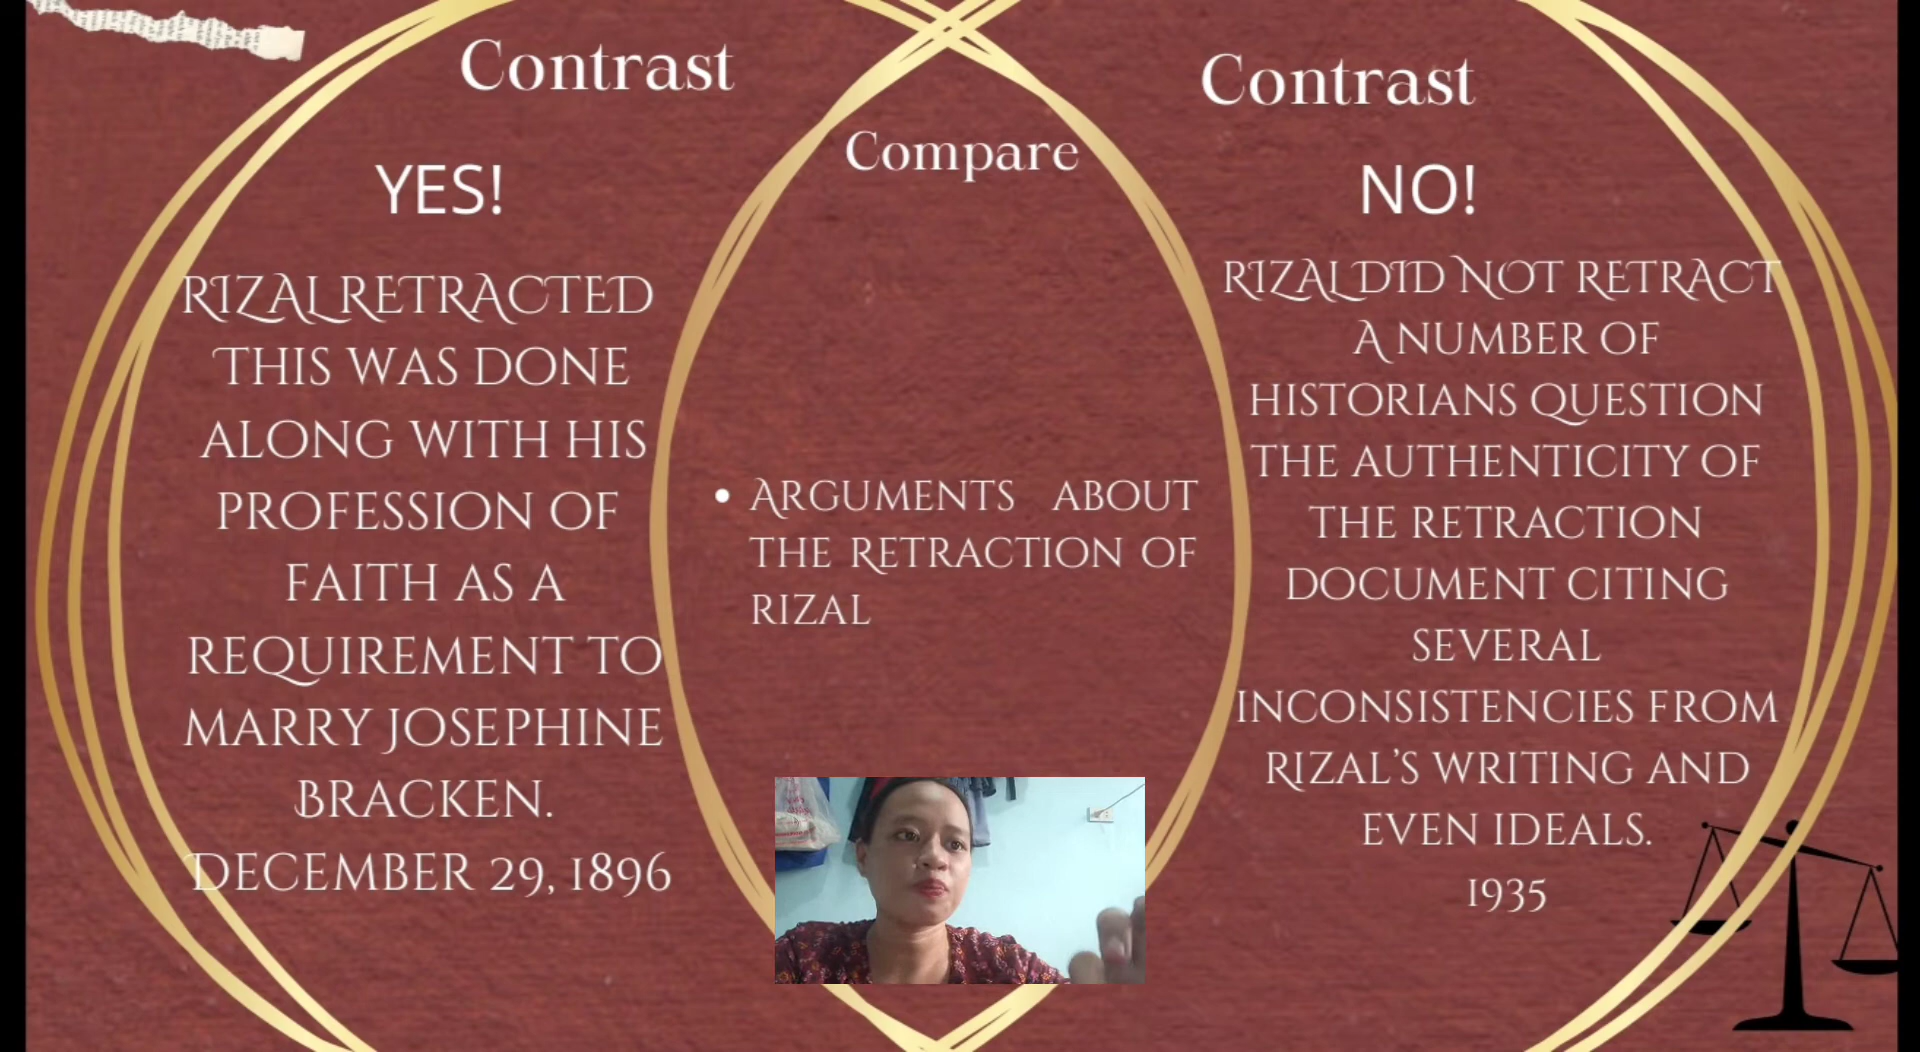 Contrast
YES!
RIZAL RETRACTED
THIS WAS DONE
ALONG WITH HIS
PROFESSION OF
FAITH AS A
REQUIREMENT TO
MARRY JOSEPHINE
BRACKEN.
DECEMBER 29, 1896
Compare
• ARGUMENTS ABOUT
THE RETRACTION OF
RIZAL
Contrast
NO!
RIZAL DID NOT RETRACT
A NUMBER OF
HISTORIANS QUESTION
THE AUTHENTICITY OF
THE RETRACTION
DOCUMENT CITING
SEVERAL
INCONSISTENCIES FROM
RIZAL'S WRITING AND
EVEN IDEALS.
1935